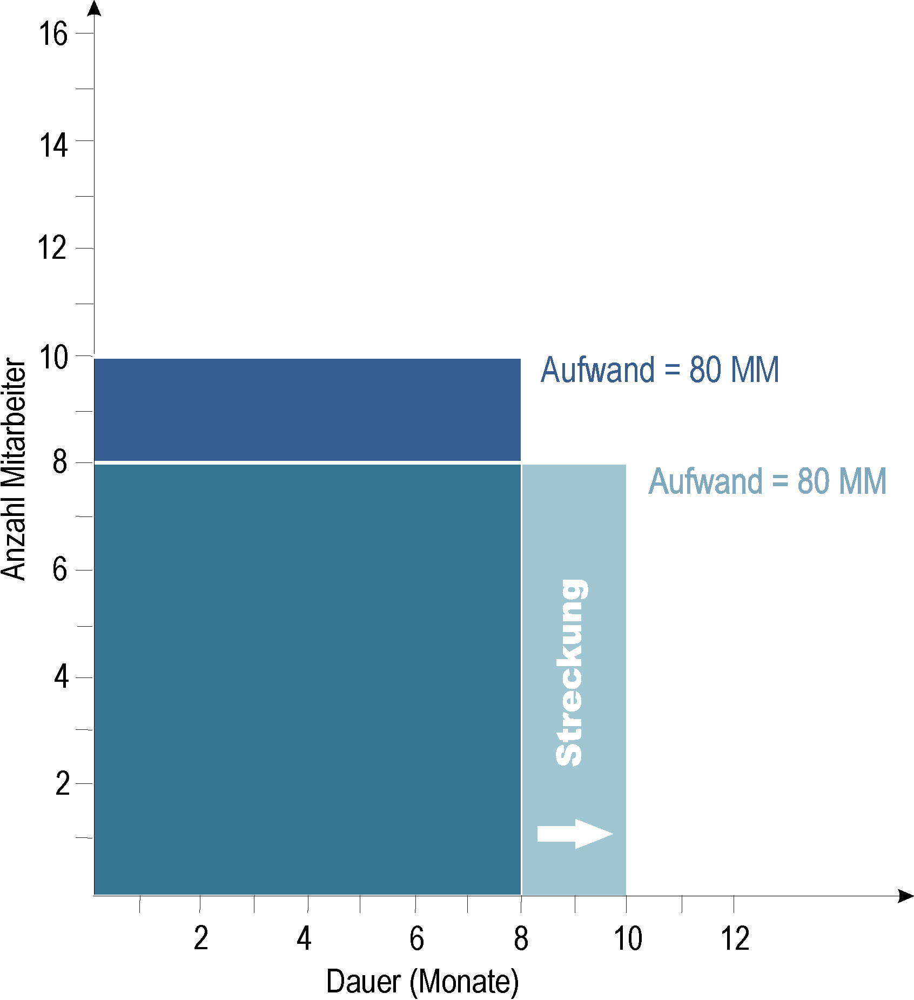 16
14
12
10
8
6
4
2
Anzahl Mitarbeiter
Aufwand = 80 MM
Aufwand = 80 MM
Streckung
2 4 6 8 10 12
Dauer (Monate)